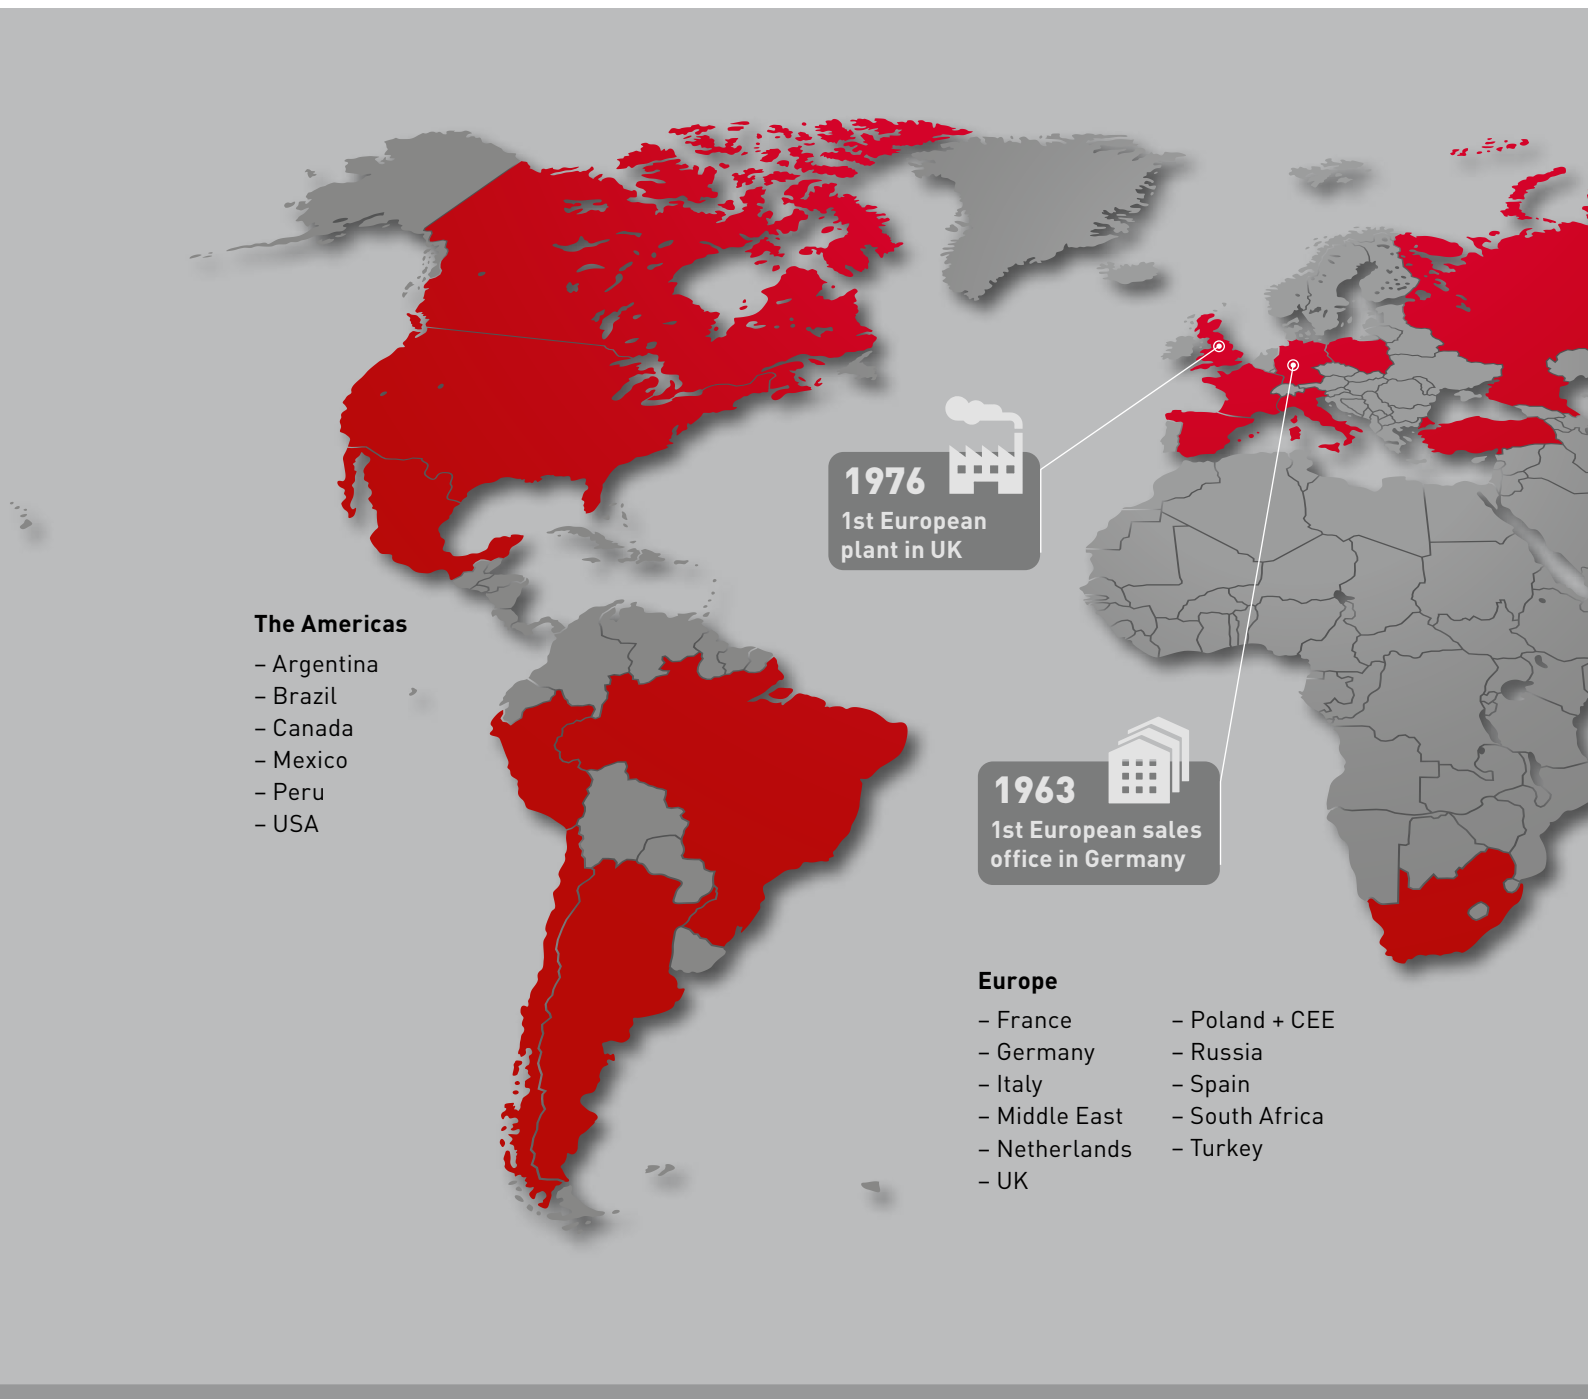 1976
1st European
plant in UK
The Americas
– Argentina
– Brazil
– Canada
– Mexico
– Peru
– USA
1963
1st European sales
office in Germany
Europe
– France
– Germany
– Italy
– Middle East
– Netherlands
– UK
– Poland + CEE
– Russia
– Spain
– South Africa
– Turkey